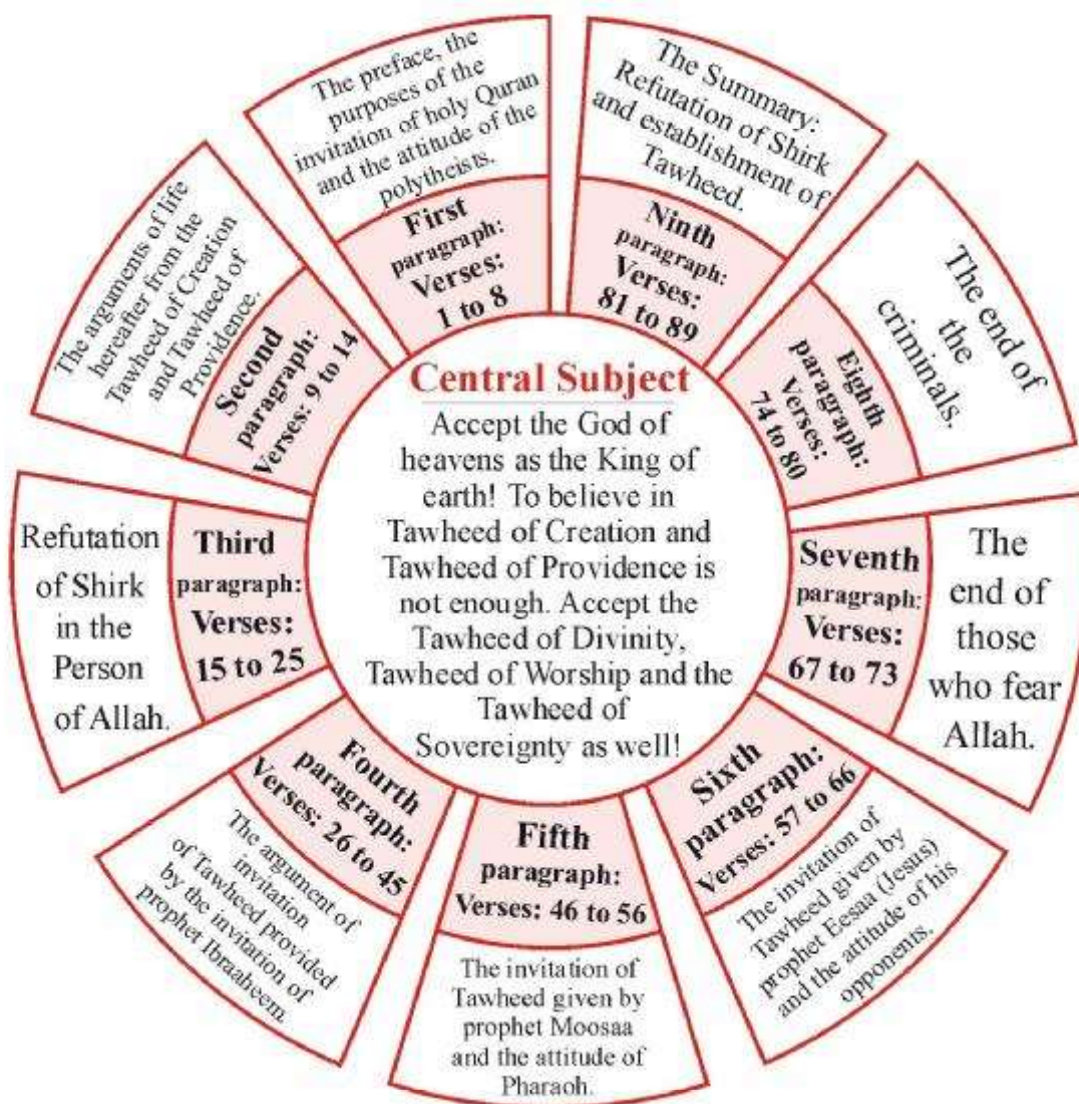 Central Subject
Accept the God of
heavens as the King of
earth! To believe in
Tawheed of Creation and
Tawheed of Providence is
not enough. Accept the
Tawheed of Divinity,
Tawheed of Worship and the
Tawheed of
Sovereignty as well!
First
paragraph:
Verses:
1 to 8
The preface, the
purposes of the
invitation of holy Quran
and the attitude of the
polytheists.
Second
paragraph:
Verses: 9 to 14
The arguments of life
hereafter from the
Tawheed of Creation
and Tawheed of
Providence.
Third
paragraph:
Verses:
15 to 25
Refutation
of Shirk
in the
Person
of Allah.
Fourth
paragraph:
Verses: 26 to 45
The argument of
invitation
of Tawheed provided
by the invitation of
prophet Ibraaheem.
Fifth
paragraph:
Verses: 46 to 56
The invitation of
Tawheed given by
prophet Moosaa
and the attitude of
Pharaoh.
Sixth
paragraph:
Verses: 57 to 66
The invitation of
Tawheed given by
prophet Eesaa (Jesus)
and the attitude of his
opponents.
Seventh
paragraph:
Verses:
67 to 73
The
end of
those
who fear
Allah.
Eighth
paragraph:
Verses:
74 to 80
The end of
the
criminals.
Ninth
paragraph:
Verses:
81 to 89
The Summary:
Refutation of Shirk
and establishment of
Tawheed.